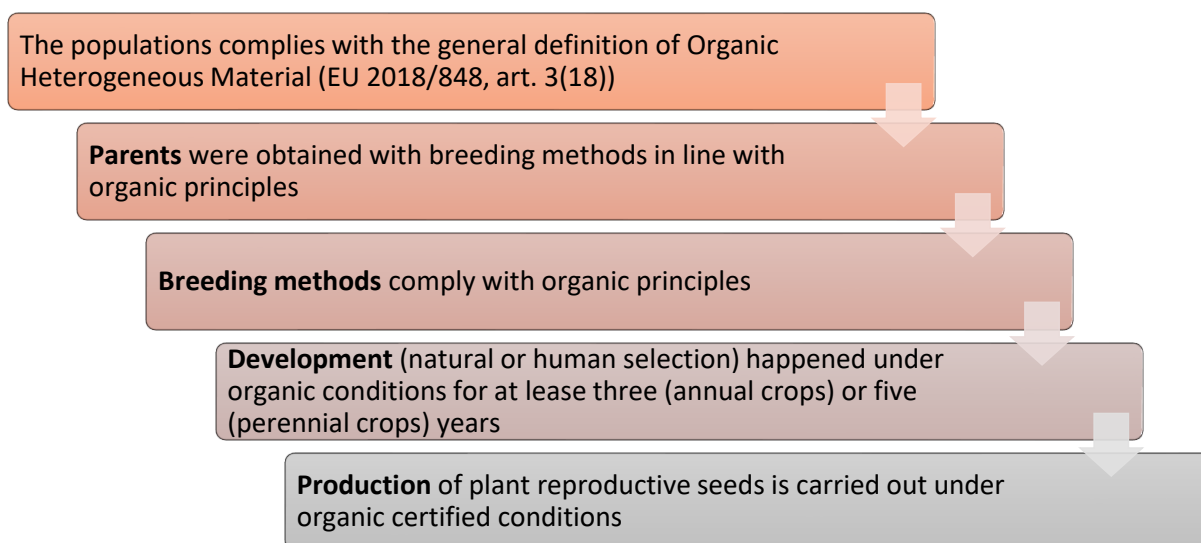 The populations complies with the general definition of Organic
Heterogeneous Material (EU 2018/848, art. 3(18))
Parents were obtained with breeding methods in line with
organic principles
Breeding methods comply with organic principles
Development (natural or human selection) happened under
organic conditions for at lease three (annual crops) or five
(perennial crops) years
Production of plant reproductive seeds is carried out under
organic certified conditions